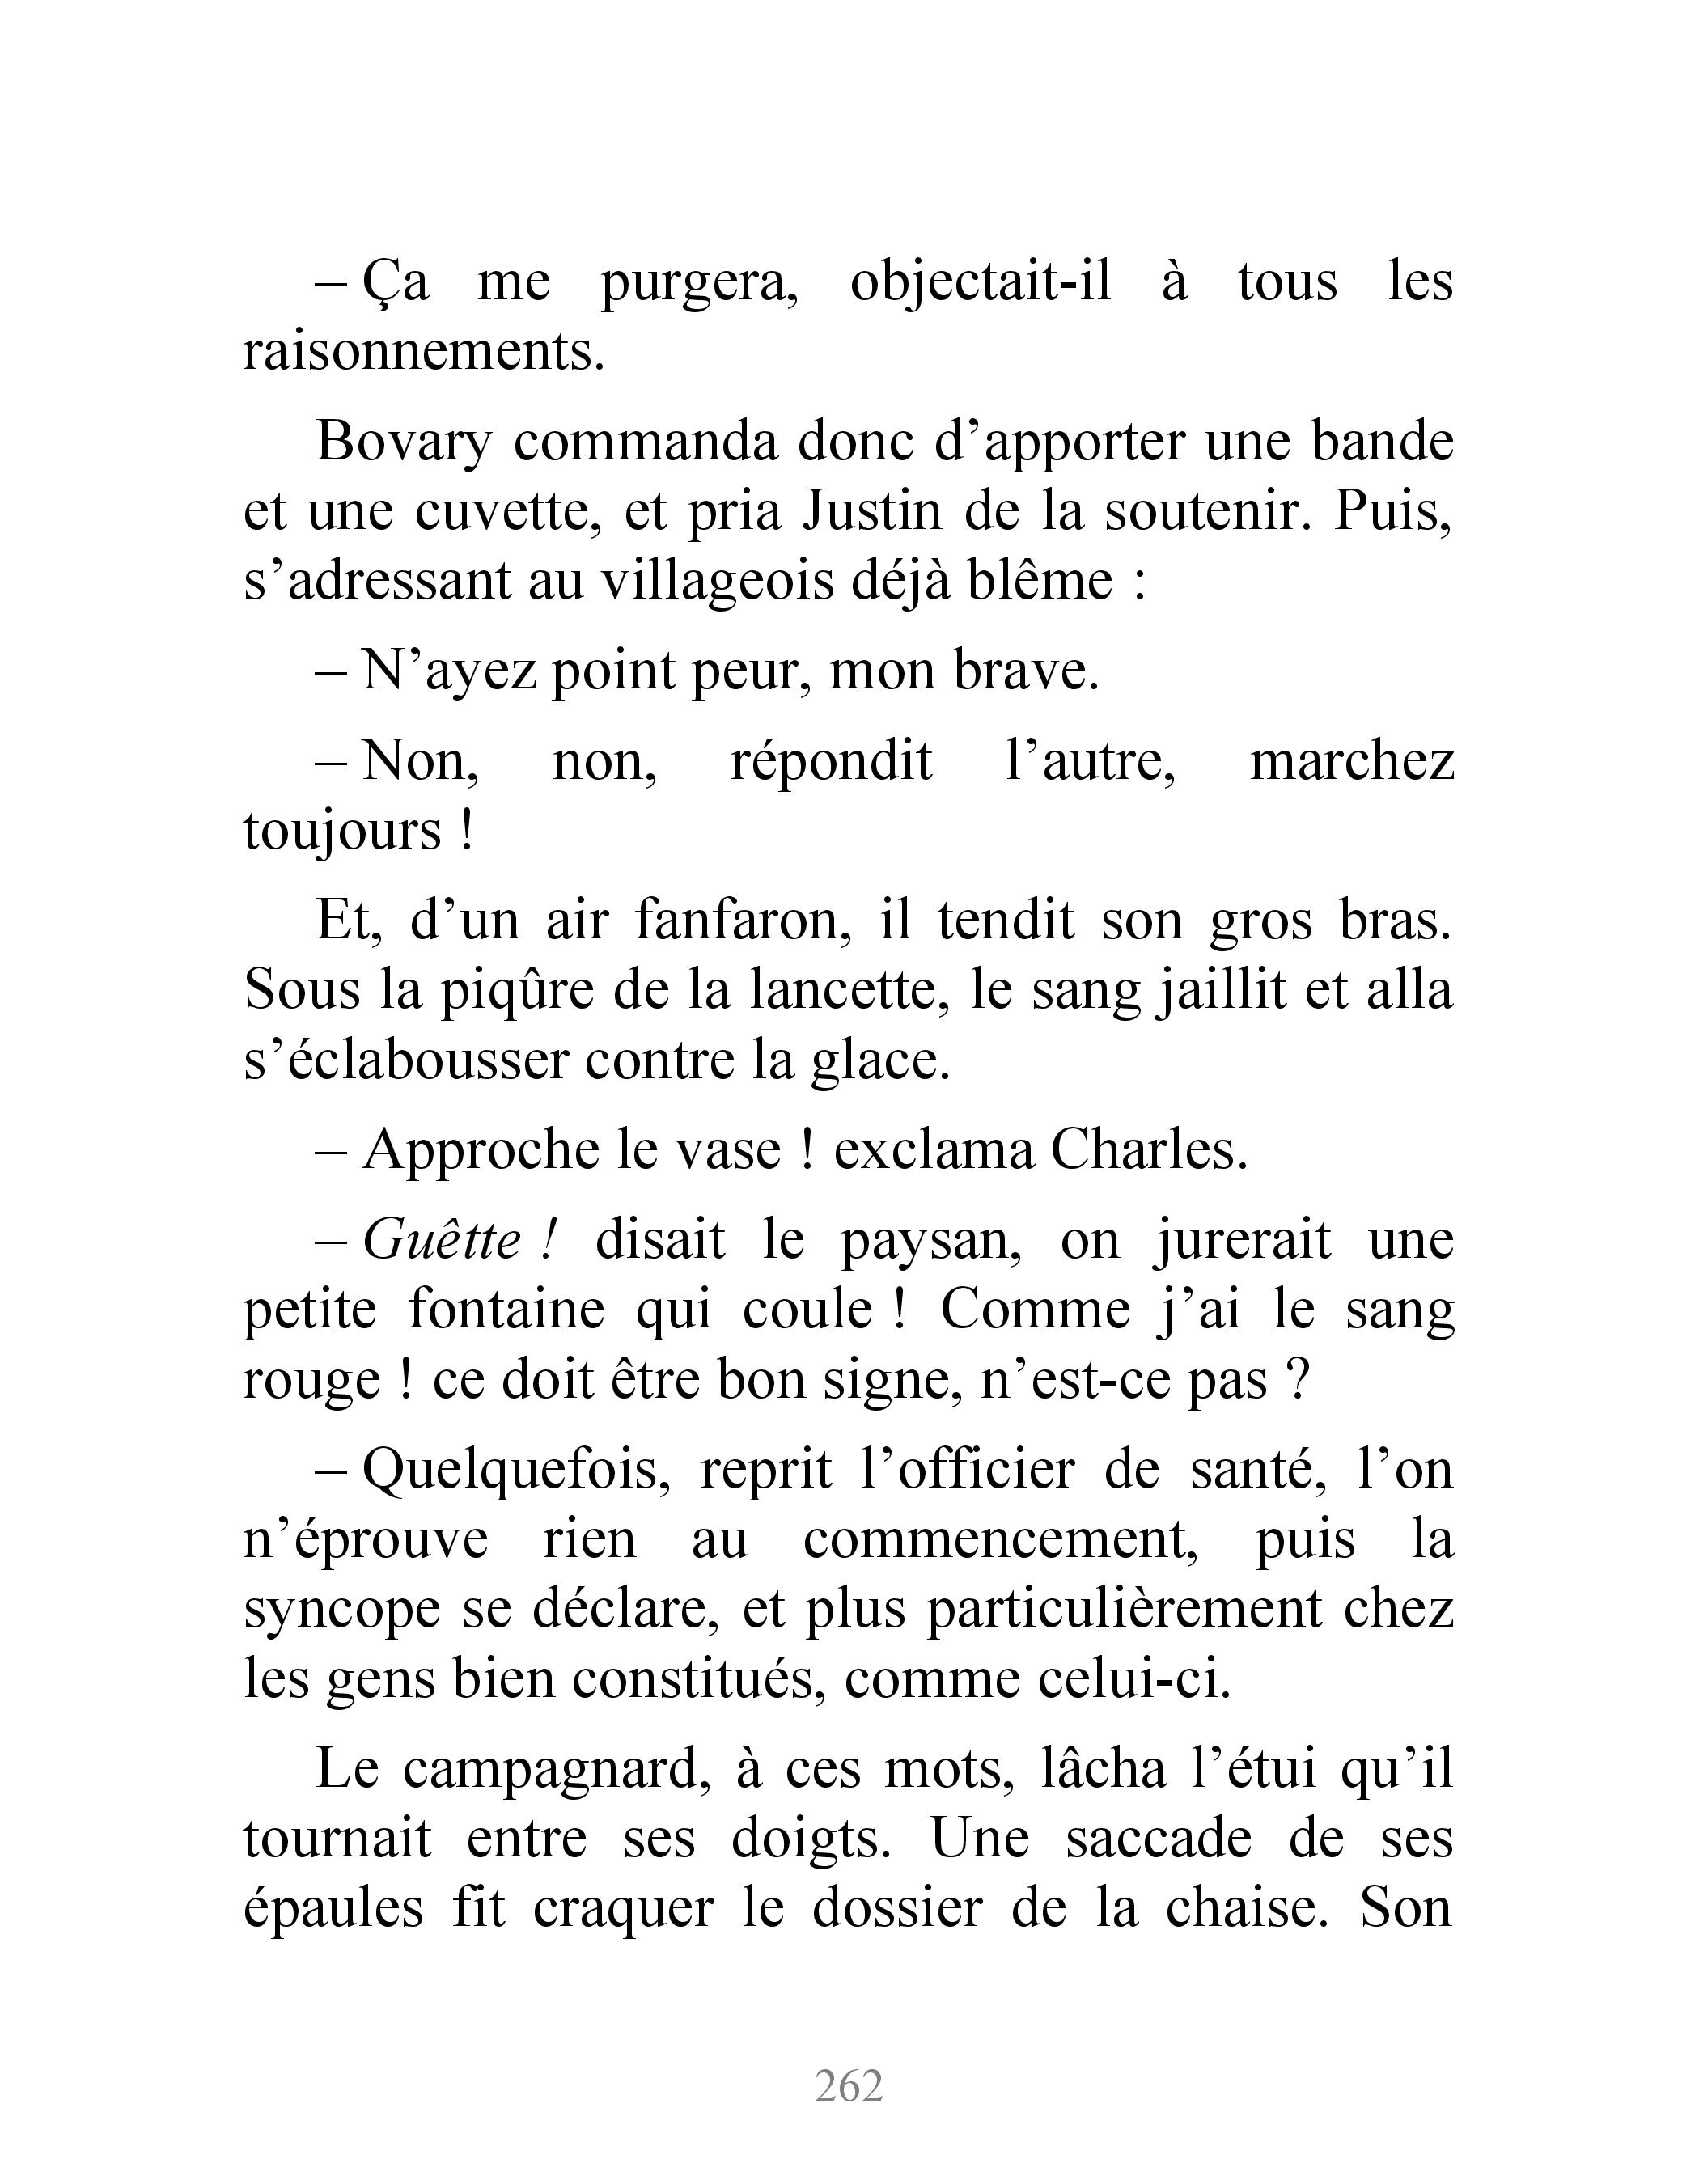 – Ça me purgera, objectait-il à tous les
raisonnements.
Bovary commanda donc d’apporter une bande
et une cuvette, et pria Justin de la soutenir. Puis,
s’adressant au villageois déjà blême :
– N’ayez point peur, mon brave.
– Non, non, répondit l’autre, marchez
toujours !
Et, d’un air fanfaron, il tendit son gros bras.
Sous la piqûre de la lancette, le sang jaillit et alla
s’éclabousser contre la glace.
– Approche le vase ! exclama Charles.
– Guêtte ! disait le paysan, on jurerait une
petite fontaine qui coule ! Comme j’ai le sang
rouge ! ce doit être bon signe, n’est-ce pas ?
– Quelquefois, reprit l’officier de santé, l’on
n’éprouve rien au commencement, puis la
syncope se déclare, et plus particulièrement chez
les gens bien constitués, comme celui-ci.
Le campagnard, à ces mots, lâcha l’étui qu’il
tournait entre ses doigts. Une saccade de ses
épaules fit craquer le dossier de la chaise. Son
262